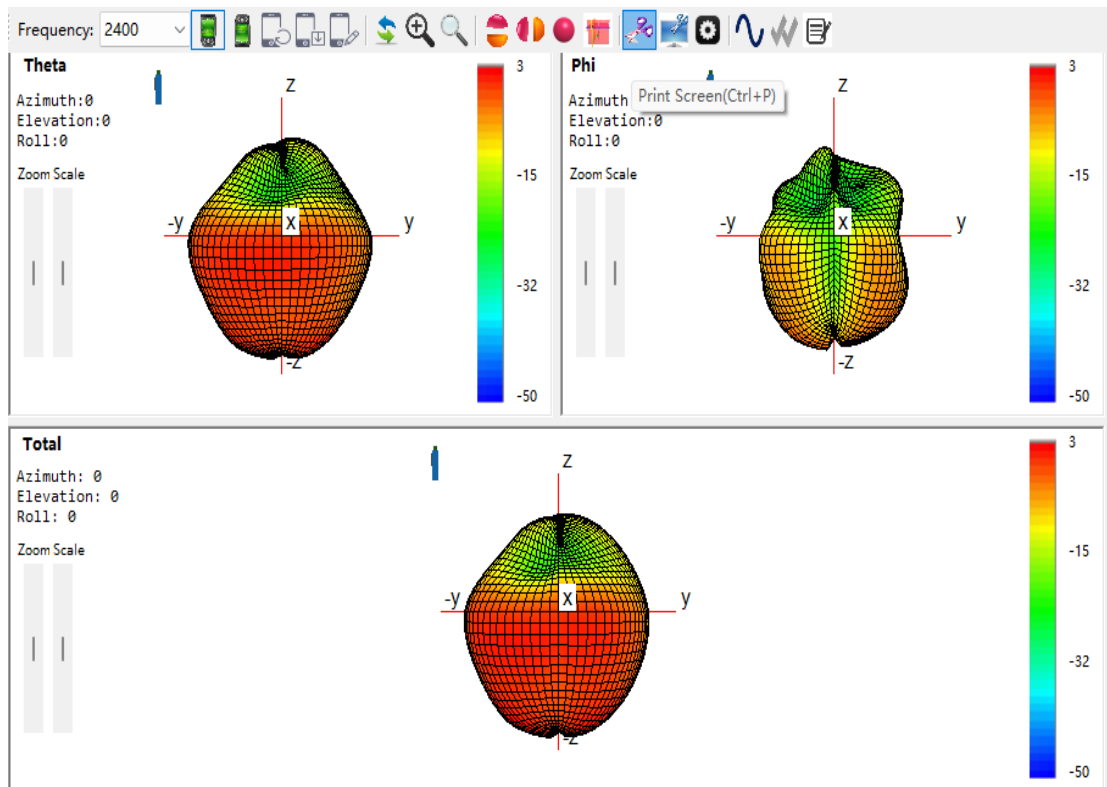 Frequency: 2400
Theta
Azimuth:0
Elevation:0
Roll:0
Zoom Scale
Z
-y
X
y
-Z
3
-15
-32
-50
Phi
Azimuth
Print Screen(Ctrl+P)
Elevation:0
Roll:0
Zoom Scale
Z
-y
X
y
-Z
3
-15
-32
-50
Total
Azimuth: 0
Elevation: 0
Roll: 0
Zoom Scale
Z
-y
X
y
-Z
3
-15
-32
-50